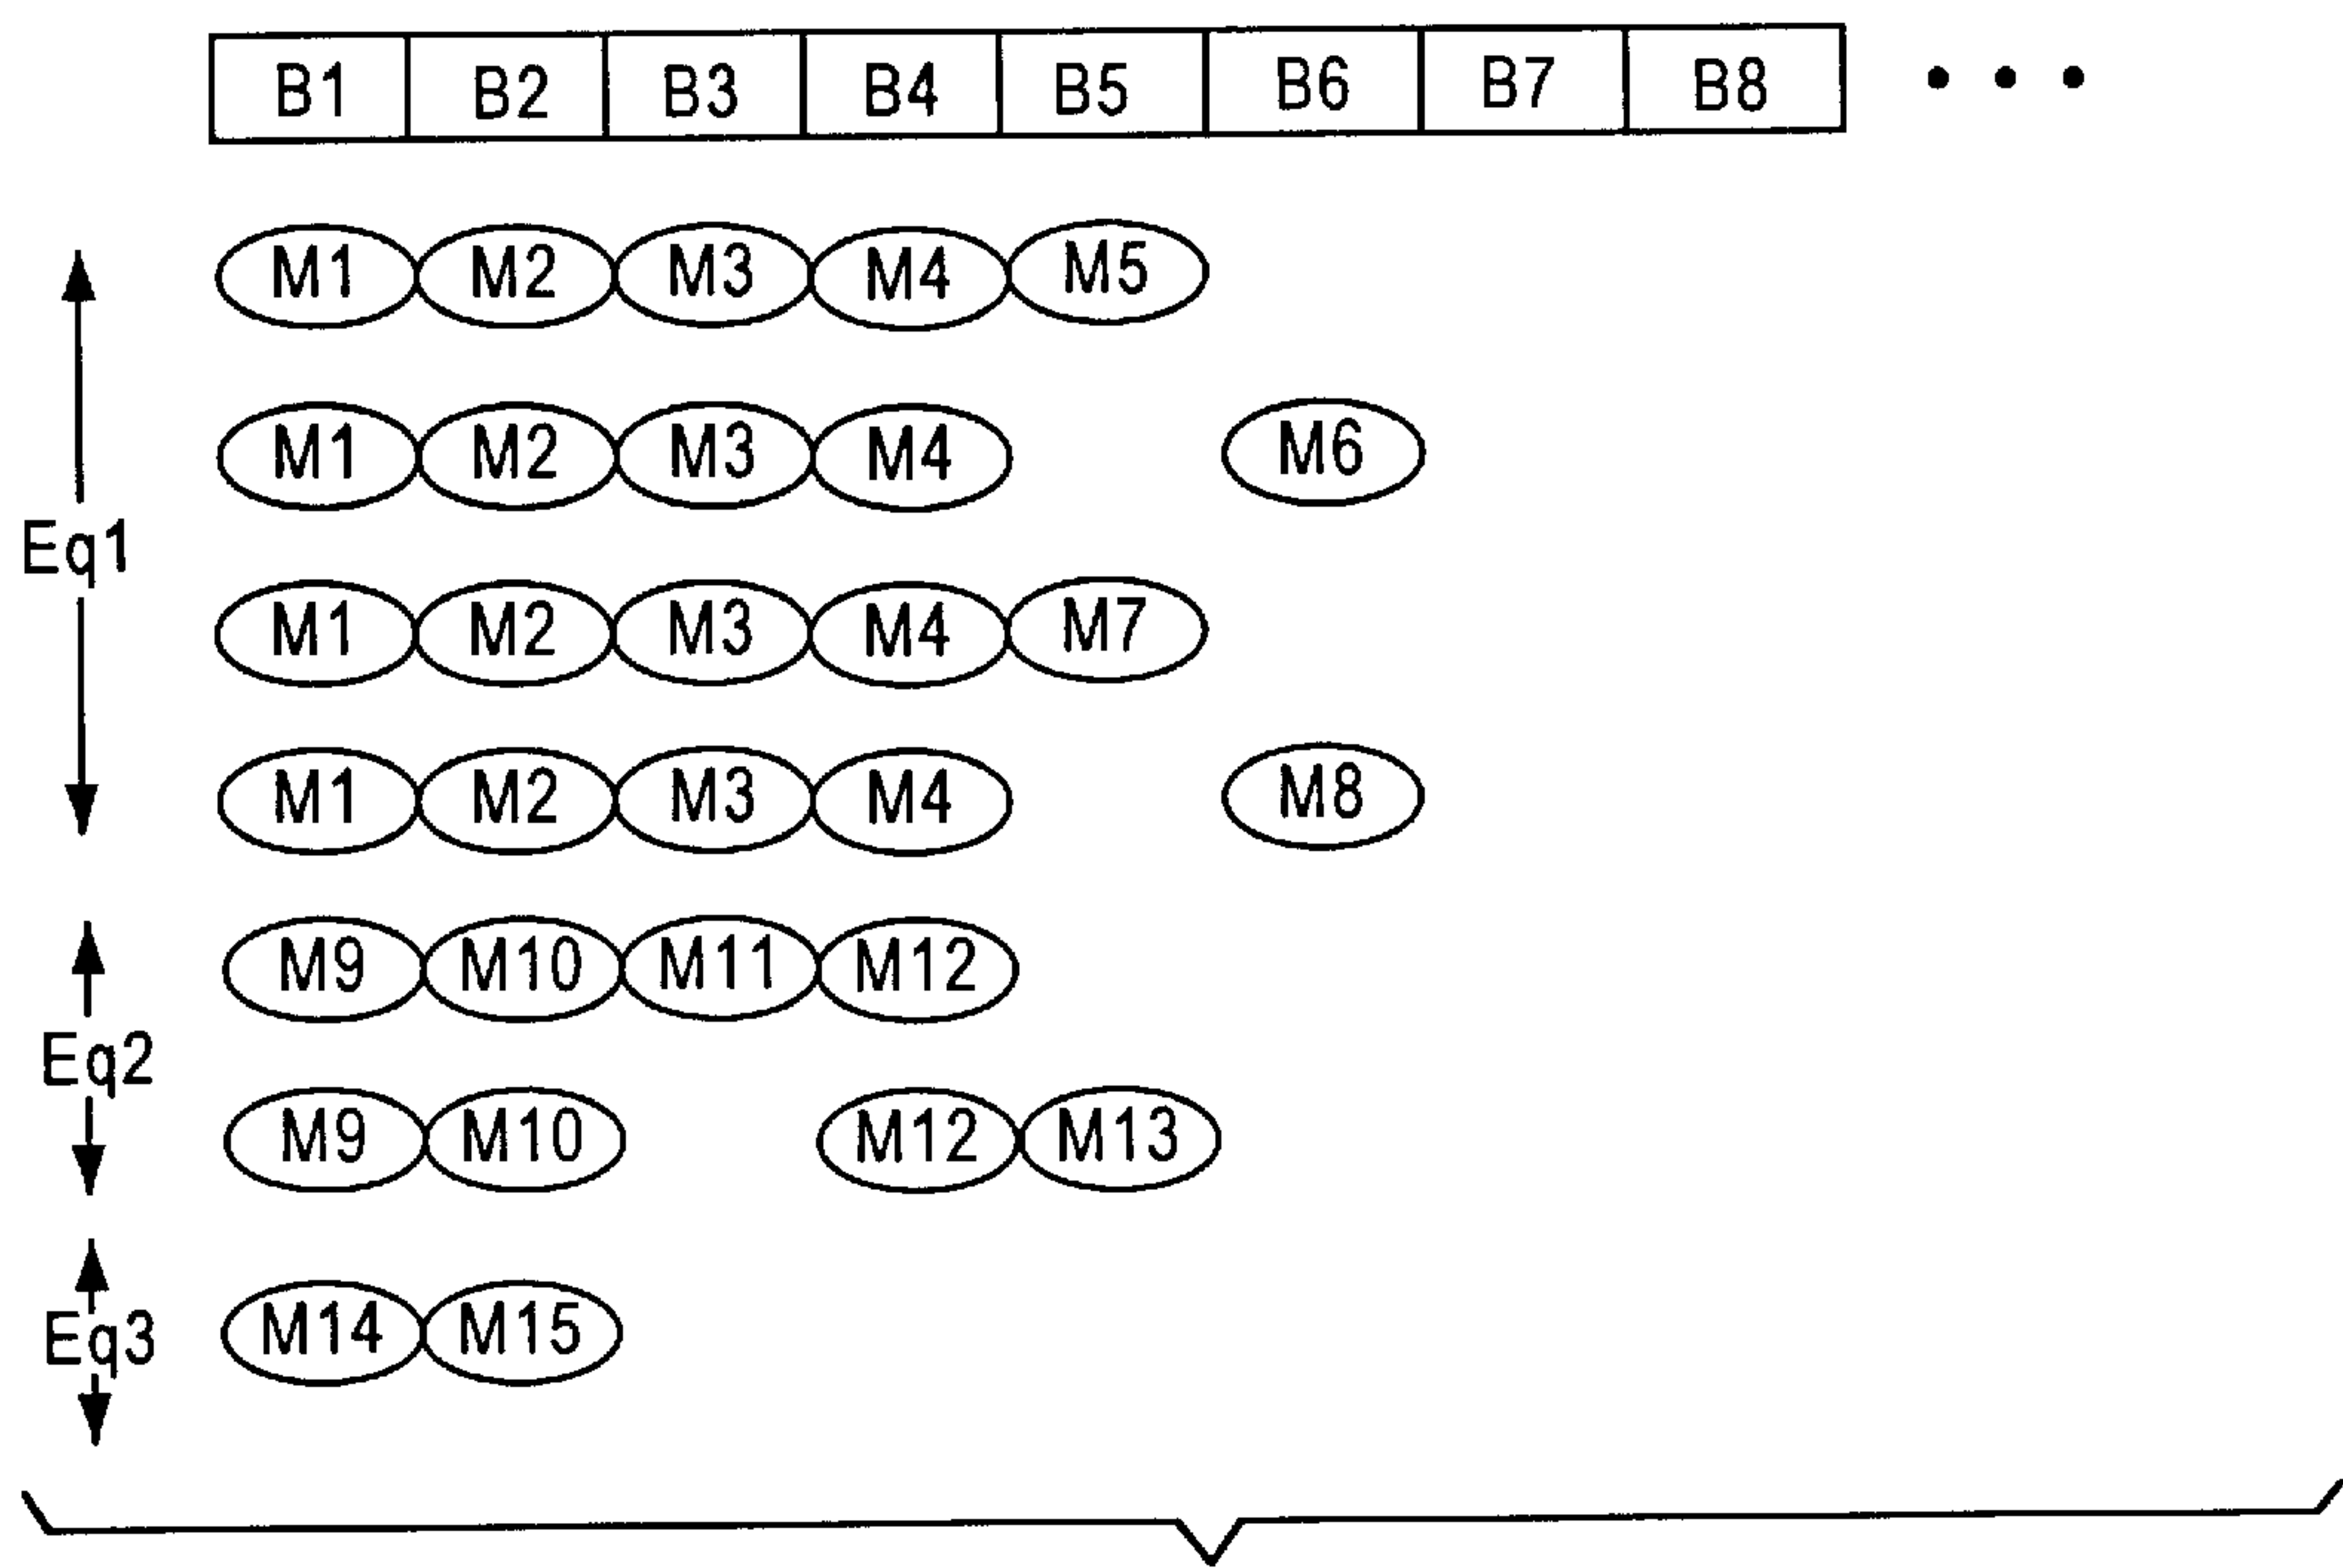 B1 B2 B3 B4 B5 B6 B7 B8 • • •
M1 M2 M3 M4 M5
M1 M2 M3 M4 M6
Eq1
M1 M2 M3 M4 M7
M1 M2 M3 M4 M8
M9 M10 M11 M12
Eq2
M9 M10 M12 M13
Eq3 M14 M15